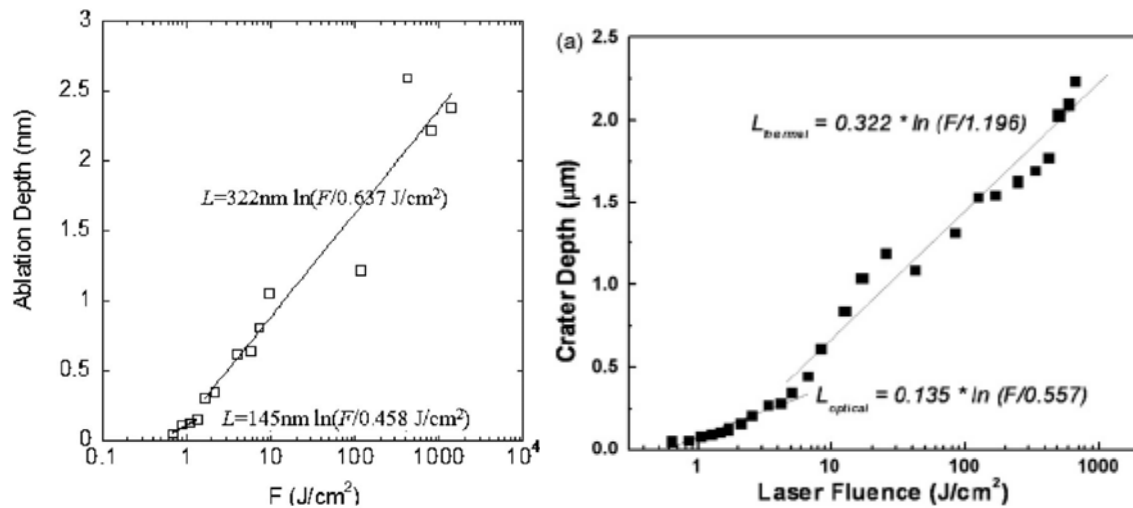 3
2.5
2
1.5
1
0.5
0
Ablation Depth (nm)
L=322nm ln(F/0.637 J/cm²)
L=145nm ln(F/0.458 J/cm²)
0.1 1 10 100 1000 10⁴
F (J/cm²)
(a)
2.5
2.0
1.5
1.0
0.5
0.0
Crater Depth (μm)
L_thermal = 0.322 * ln (F/1.196)
L_optical = 0.135 * ln (F/0.557)
1 10 100 1000
Laser Fluence (J/cm²)